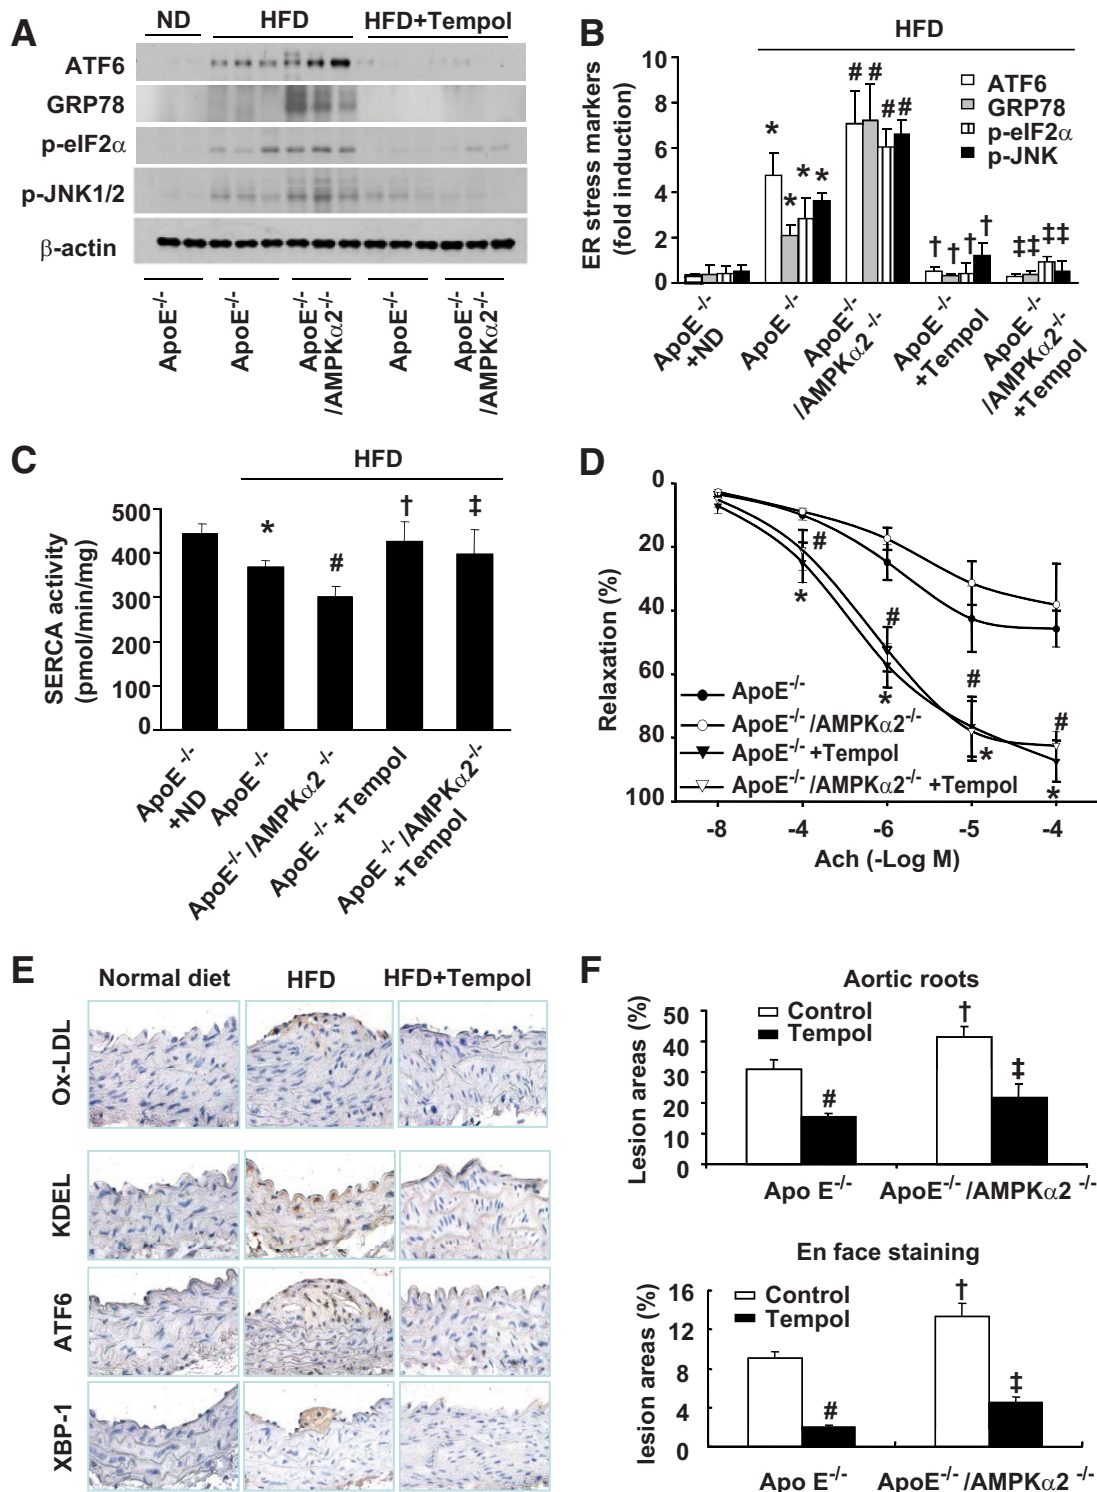 A
ND HFD HFD+Tempol
ATF6
GRP78
p-eIF2α
p-JNK1/2
β-actin
ApoE-/-
ApoE-/-
ApoE-/-
/AMPKα2-/-
ApoE-/-
ApoE-/-
/AMPKα2-/-
B
HFD
ER stress markers
(fold induction)
10
8
6
4
2
0
ATF6
GRP78
p-eIF2α
p-JNK
* * * *
# # # #
† † † †
‡ ‡ ‡ ‡
ApoE-/-
+ND
ApoE-/-
ApoE-/-
/AMPKα2-/-
ApoE-/-
+Tempol
ApoE-/-
/AMPKα2-/-
+Tempol
C
HFD
SERCA activity
(pmol/min/mg)
500
400
300
200
100
0
* # † ‡
ApoE-/-
+ND
ApoE-/-
ApoE-/-/AMPKα2-/-
ApoE-/-+Tempol
ApoE-/-/AMPKα2-/-
+Tempol
D
Relaxation (%)
0
20
40
60
80
100
# # # #
* * * *
ApoE-/-
ApoE-/-/AMPKα2-/-
ApoE-/-+Tempol
ApoE-/-/AMPKα2-/- +Tempol
-8 -4 -6 -5 -4
Ach (-Log M)
E
Normal diet HFD HFD+Tempol
Ox-LDL
KDEL
ATF6
XBP-1
F
Aortic roots
Lesion areas (%)
50
40
30
20
10
0
Control
Tempol
# † ‡
Apo E-/- ApoE-/-/AMPKα2 -/-
En face staining
lesion areas (%)
16
12
8
4
0
Control
Tempol
# † ‡
Apo E-/- ApoE-/-/AMPKα2 -/-